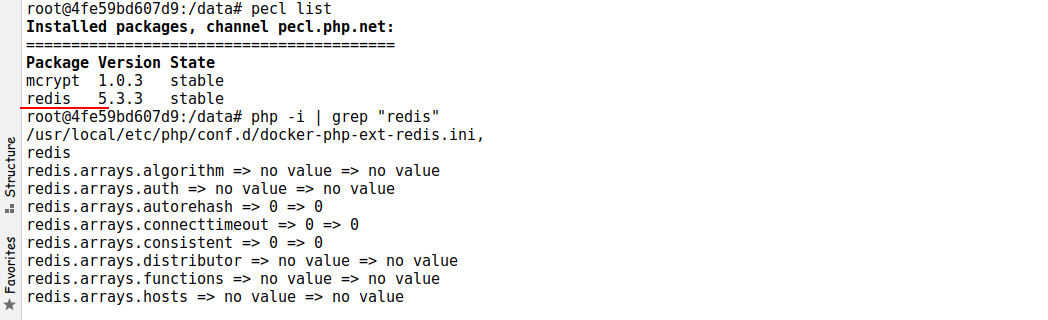 root@4fe59bd607d9:/data# pecl list
Installed packages, channel pecl.php.net:
=========================================
Package Version State
mcrypt  1.0.3   stable
redis   5.3.3   stable
root@4fe59bd607d9:/data# php -i | grep "redis"
/usr/local/etc/php/conf.d/docker-php-ext-redis.ini,
redis
redis.arrays.algorithm => no value => no value
redis.arrays.auth => no value => no value
redis.arrays.autorehash => 0 => 0
redis.arrays.connecttimeout => 0 => 0
redis.arrays.consistent => 0 => 0
redis.arrays.distributor => no value => no value
redis.arrays.functions => no value => no value
redis.arrays.hosts => no value => no value
Structure
Favorites